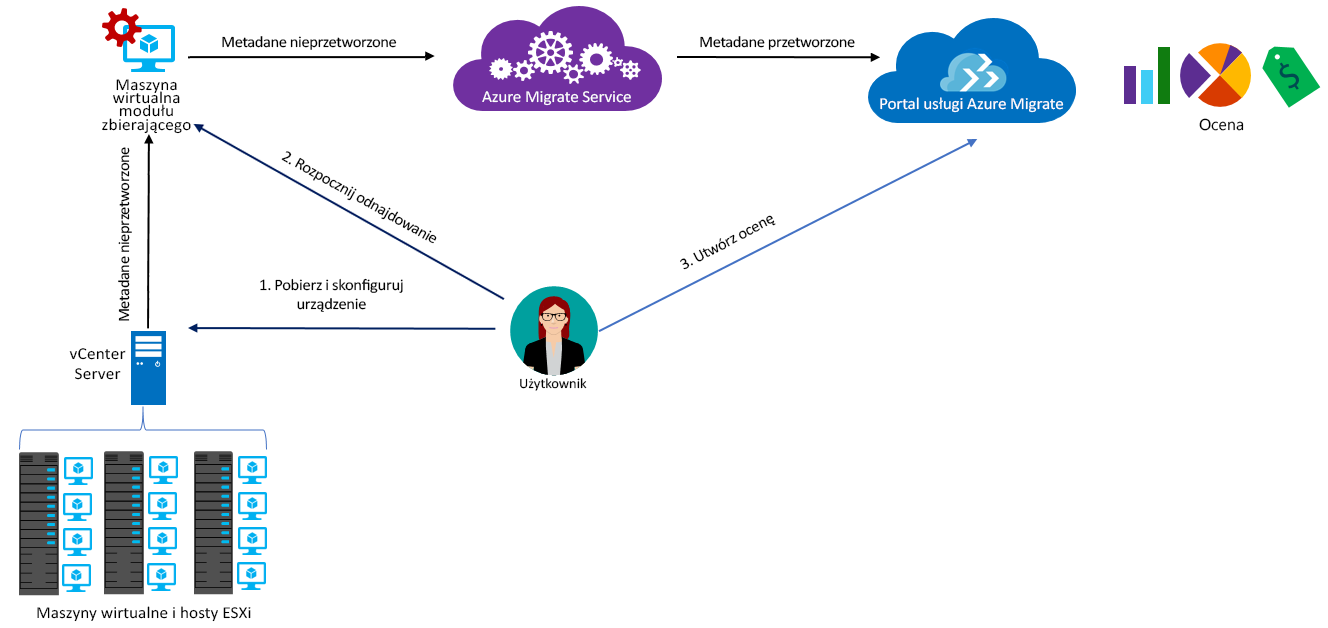 Metadane nieprzetworzone
Metadane przetworzone
Azure Migrate Service
Portal usługi Azure Migrate
Maszyna
wirtualna
modułu
zbierającego
Ocena
Metadane nieprzetworzone
2. Rozpocznij odnajdowanie
3. Utwórz ocenę
1. Pobierz i skonfiguruj
urządzenie
vCenter
Server
Użytkownik
Maszyny wirtualne i hosty ESXi